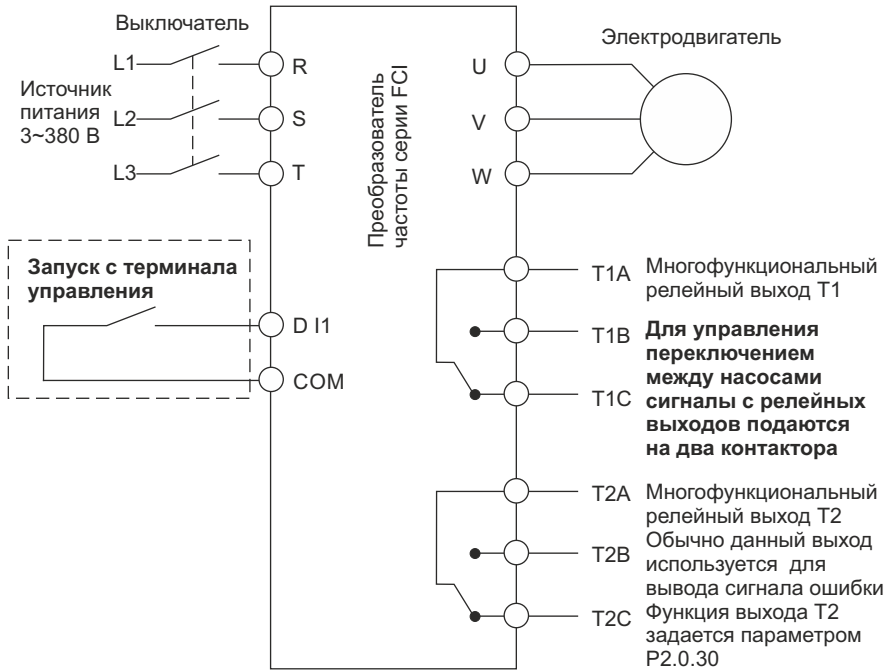 Выключатель
L1
R
Источник
питания
3~380 В
L2
S
L3
T
Преобразователь
частоты серии FCI
Электродвигатель
U
V
W
Запуск с терминала
управления
D I1
COM
T1A
Многофункциональный
релейный выход T1
T1B
Для управления
переключением
между насосами
сигналы с релейных
выходов подаются
на два контактора
T1C
T2A
Многофункциональный
релейный выход T2
T2B
Обычно данный выход
используется для
вывода сигнала ошибки
T2C
Функция выхода T2
задается параметром
P2.0.30